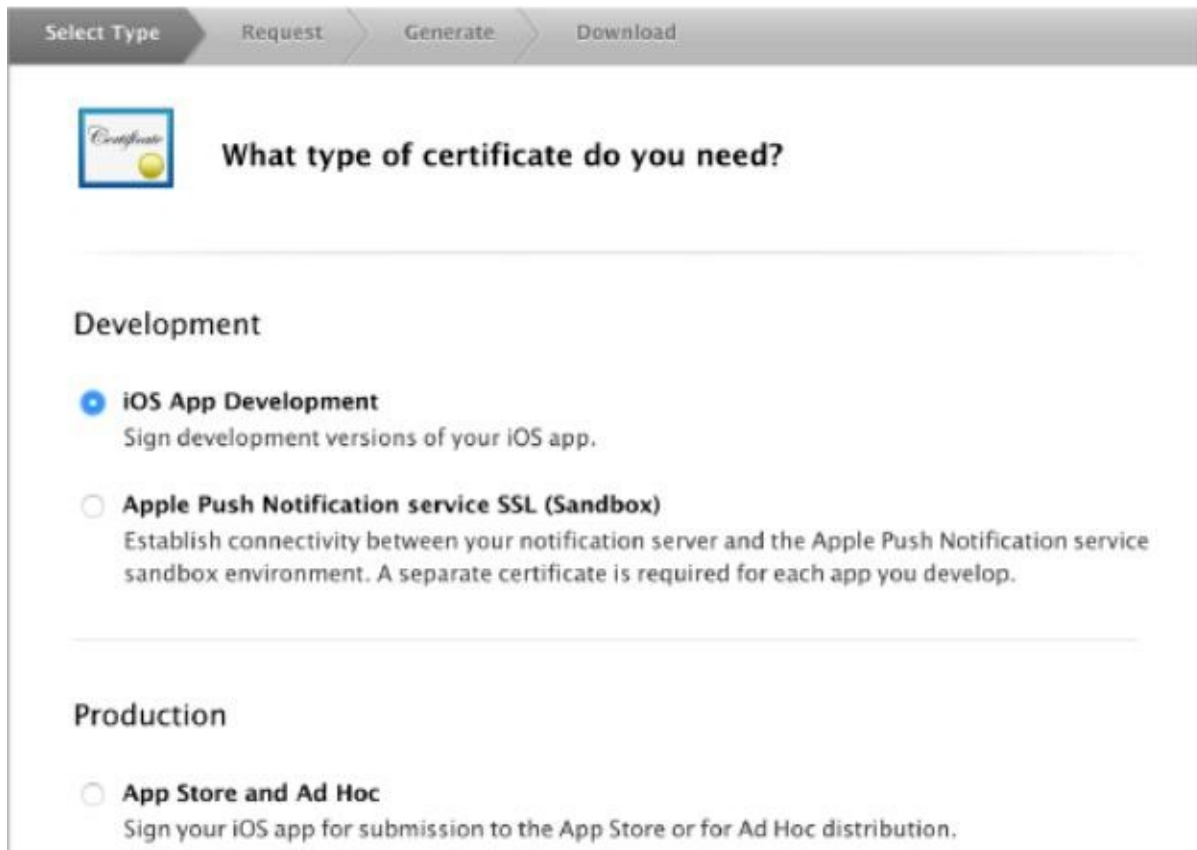 Select Type Request Generate Download
Certificate
What type of certificate do you need?
Development
iOS App Development
Sign development versions of your iOS app.
Apple Push Notification service SSL (Sandbox)
Establish connectivity between your notification server and the Apple Push Notification service
sandbox environment. A separate certificate is required for each app you develop.
Production
App Store and Ad Hoc
Sign your iOS app for submission to the App Store or for Ad Hoc distribution.